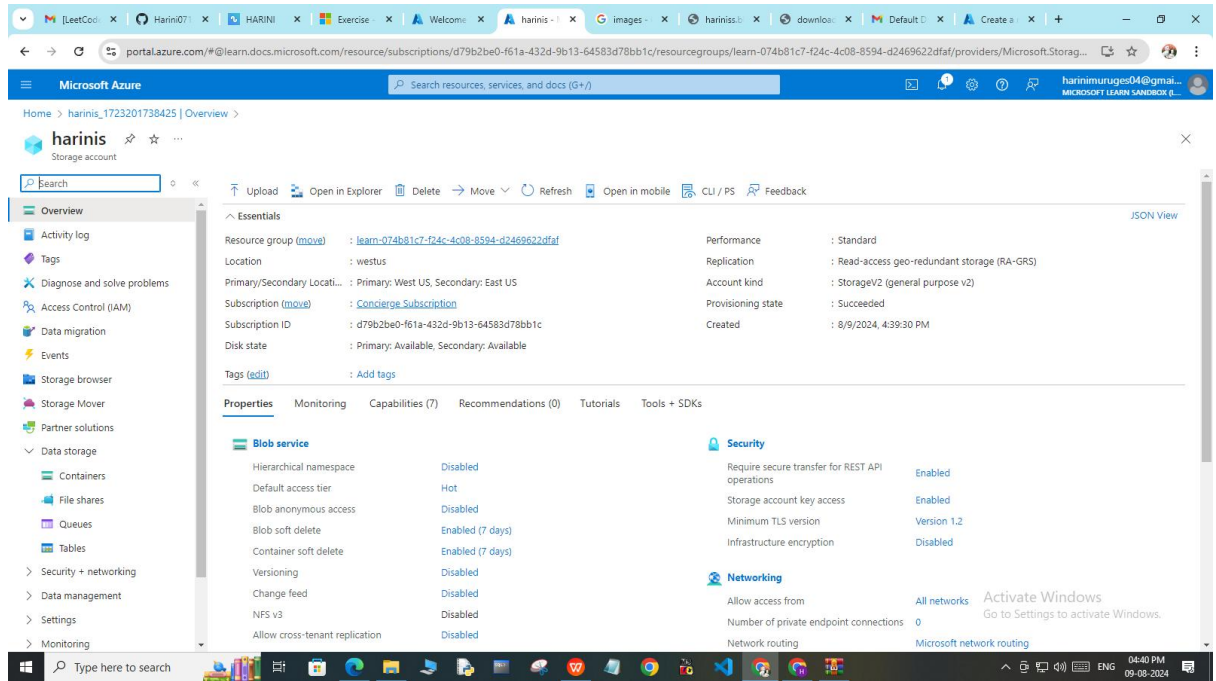 [LeetCod
Harini071
HARINI
Exercise -
Welcome
harinis - M
images -
hariniss.b
downloac
Default D
Create a
portal.azure.com/#@learn.docs.microsoft.com/resource/subscriptions/d79b2be0-f61a-432d-9b13-64583d78bb1c/resourcegroups/learn-074b81c7-f24c-4c08-8594-d2469622dfaf/providers/Microsoft.Storag...
Microsoft Azure
Search resources, services, and docs (G+/)
1
harinimuruges04@gmai...
MICROSOFT LEARN SANDBOX (L...
Home > harinis_1723201738425 | Overview >
harinis
Storage account
Search
Overview
Activity log
Tags
Diagnose and solve problems
Access Control (IAM)
Data migration
Events
Storage browser
Storage Mover
Partner solutions
Data storage
Containers
File shares
Queues
Tables
Security + networking
Data management
Settings
Monitoring
Upload Open in Explorer Delete Move Refresh Open in mobile CLI / PS Feedback
Essentials
JSON View
Resource group (move) : learn-074b81c7-f24c-4c08-8594-d2469622dfaf
Location : westus
Primary/Secondary Locati... : Primary: West US, Secondary: East US
Subscription (move) : Concierge Subscription
Subscription ID : d79b2be0-f61a-432d-9b13-64583d78bb1c
Disk state : Primary: Available, Secondary: Available
Tags (edit) : Add tags
Performance : Standard
Replication : Read-access geo-redundant storage (RA-GRS)
Account kind : StorageV2 (general purpose v2)
Provisioning state : Succeeded
Created : 8/9/2024, 4:39:30 PM
Properties Monitoring Capabilities (7) Recommendations (0) Tutorials Tools + SDKs
Blob service
Hierarchical namespace Disabled
Default access tier Hot
Blob anonymous access Disabled
Blob soft delete Enabled (7 days)
Container soft delete Enabled (7 days)
Versioning Disabled
Change feed Disabled
NFS v3 Disabled
Allow cross-tenant replication Disabled
Security
Require secure transfer for REST API
operations Enabled
Storage account key access Enabled
Minimum TLS version Version 1.2
Infrastructure encryption Disabled
Networking
Allow access from All networks
Number of private endpoint connections 0
Network routing Microsoft network routing
Activate Windows
Go to Settings to activate Windows.
Type here to search
ENG
04:40 PM
09-08-2024